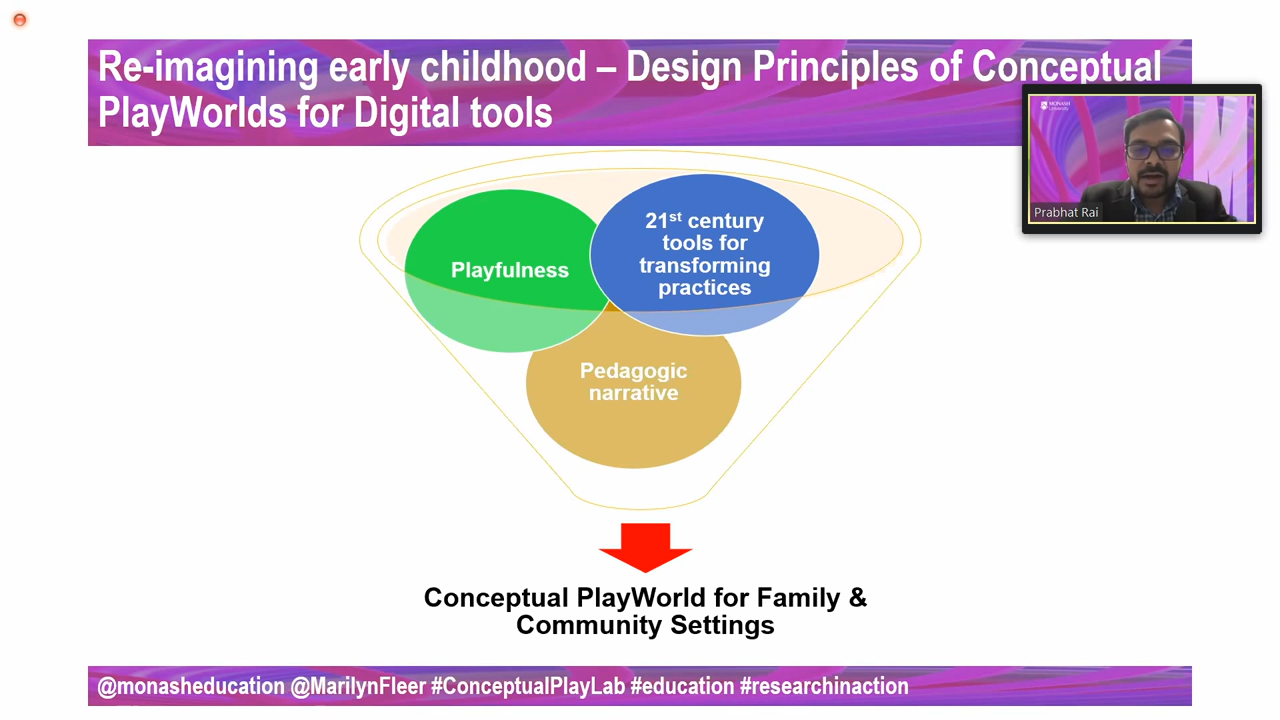 Re-imagining early childhood – Design Principles of Conceptual
PlayWorlds for Digital tools
MONASH
University
Prabhat Rai
Playfulness
21st century
tools for
transforming
practices
Pedagogic
narrative
Conceptual PlayWorld for Family &
Community Settings
@monasheducation @MarilynFleer #ConceptualPlayLab #education #researchinaction